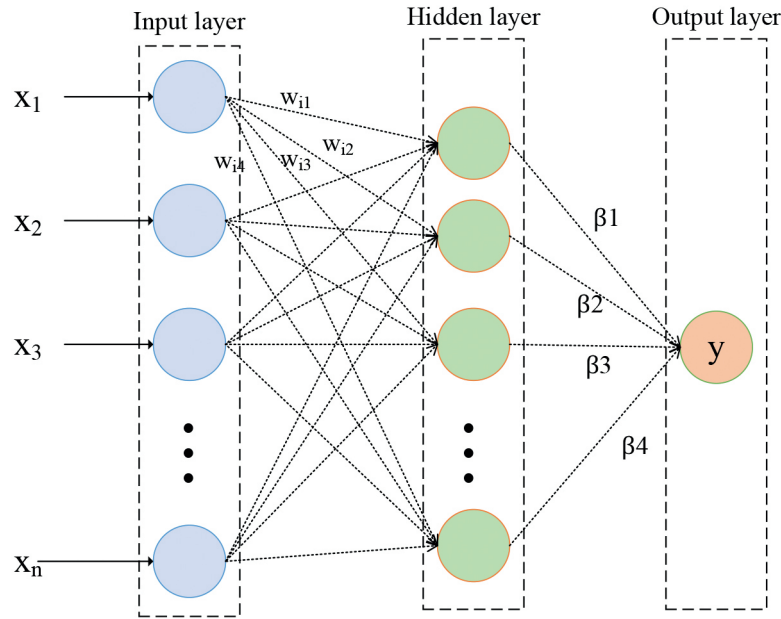 Input layer
Hidden layer
Output layer
x₁
x₂
x₃
xₙ
wᵢ₁
wᵢ₂
wᵢ₃
wᵢ₄
β1
β2
β3
β4
y